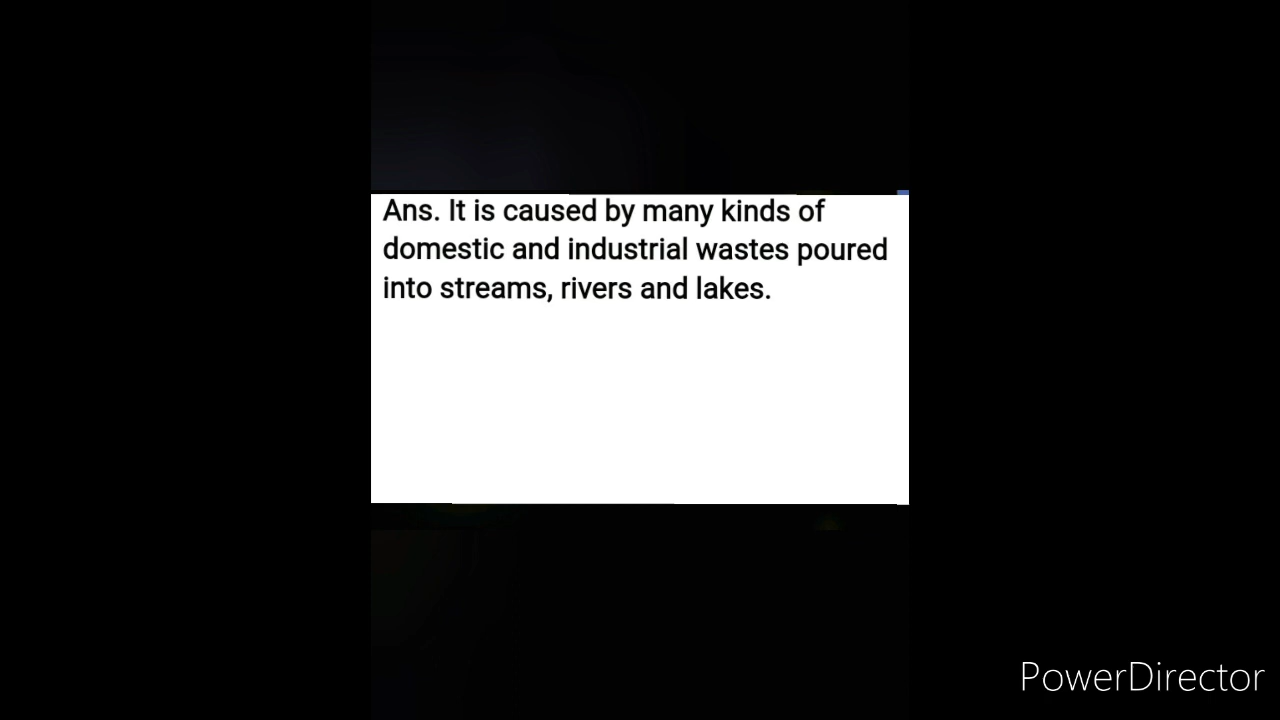 Ans. It is caused by many kinds of
domestic and industrial wastes poured
into streams, rivers and lakes.
PowerDirector